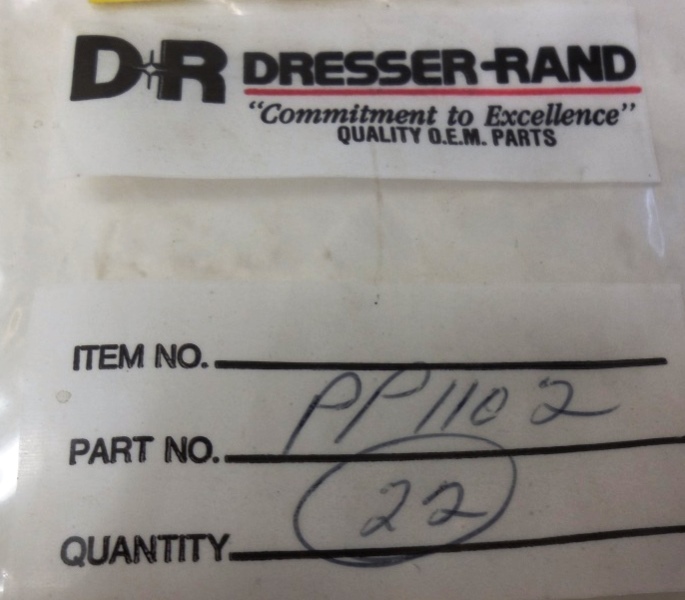 D-R DRESSER-RAND
"Commitment to Excellence"
QUALITY O.E.M. PARTS
ITEM NO.
PART NO. PP1102
QUANTITY 22